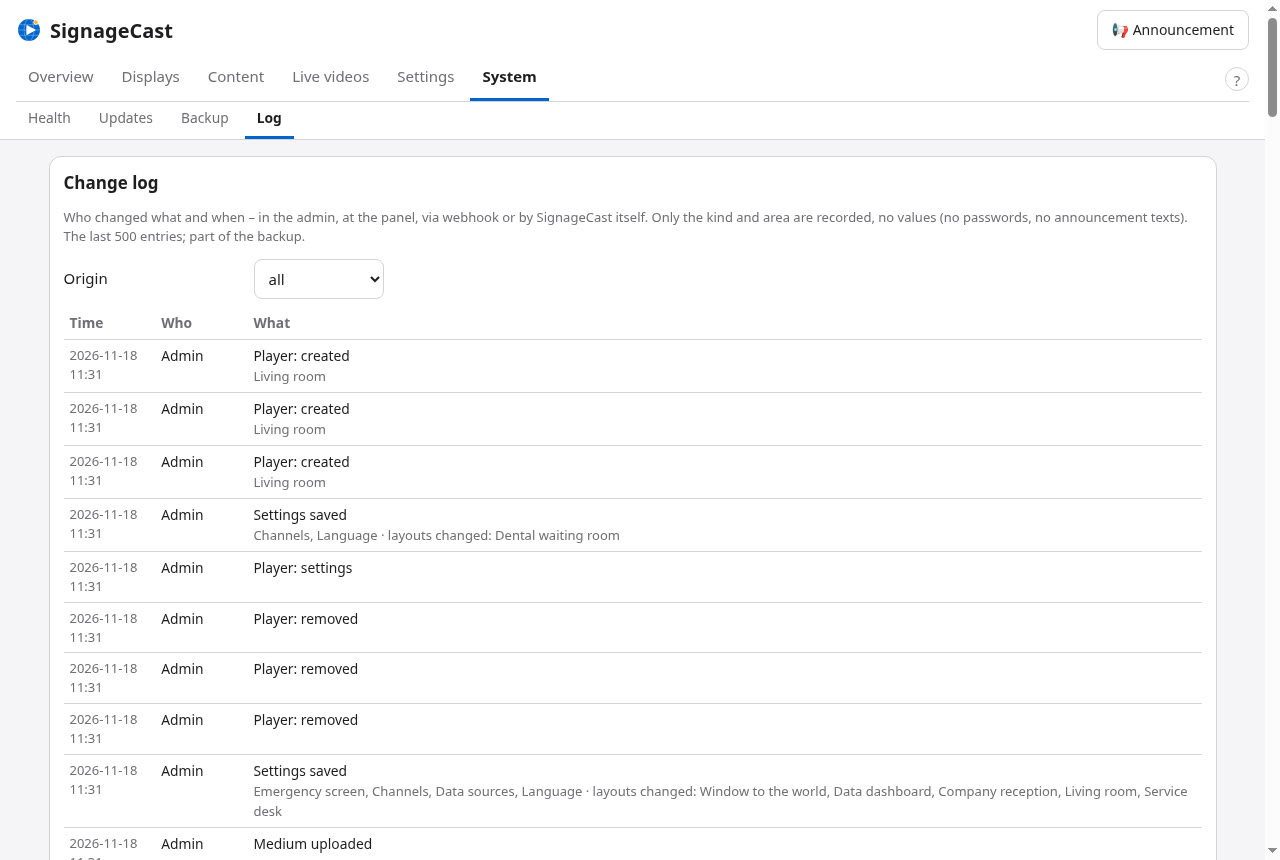 SignageCast
Announcement
Overview Displays Content Live videos Settings System ?
Health Updates Backup Log
Change log
Who changed what and when – in the admin, at the panel, via webhook or by SignageCast itself. Only the kind and area are recorded, no values (no passwords, no announcement texts).
The last 500 entries; part of the backup.
Origin all
Time Who What
2026-11-18 Admin Player: created
11:31 Living room
2026-11-18 Admin Player: created
11:31 Living room
2026-11-18 Admin Player: created
11:31 Living room
2026-11-18 Admin Settings saved
11:31 Channels, Language · layouts changed: Dental waiting room
2026-11-18 Admin Player: settings
11:31
2026-11-18 Admin Player: removed
11:31
2026-11-18 Admin Player: removed
11:31
2026-11-18 Admin Player: removed
11:31
2026-11-18 Admin Settings saved
11:31 Emergency screen, Channels, Data sources, Language · layouts changed: Window to the world, Data dashboard, Company reception, Living room, Service
desk
2026-11-18 Admin Medium uploaded